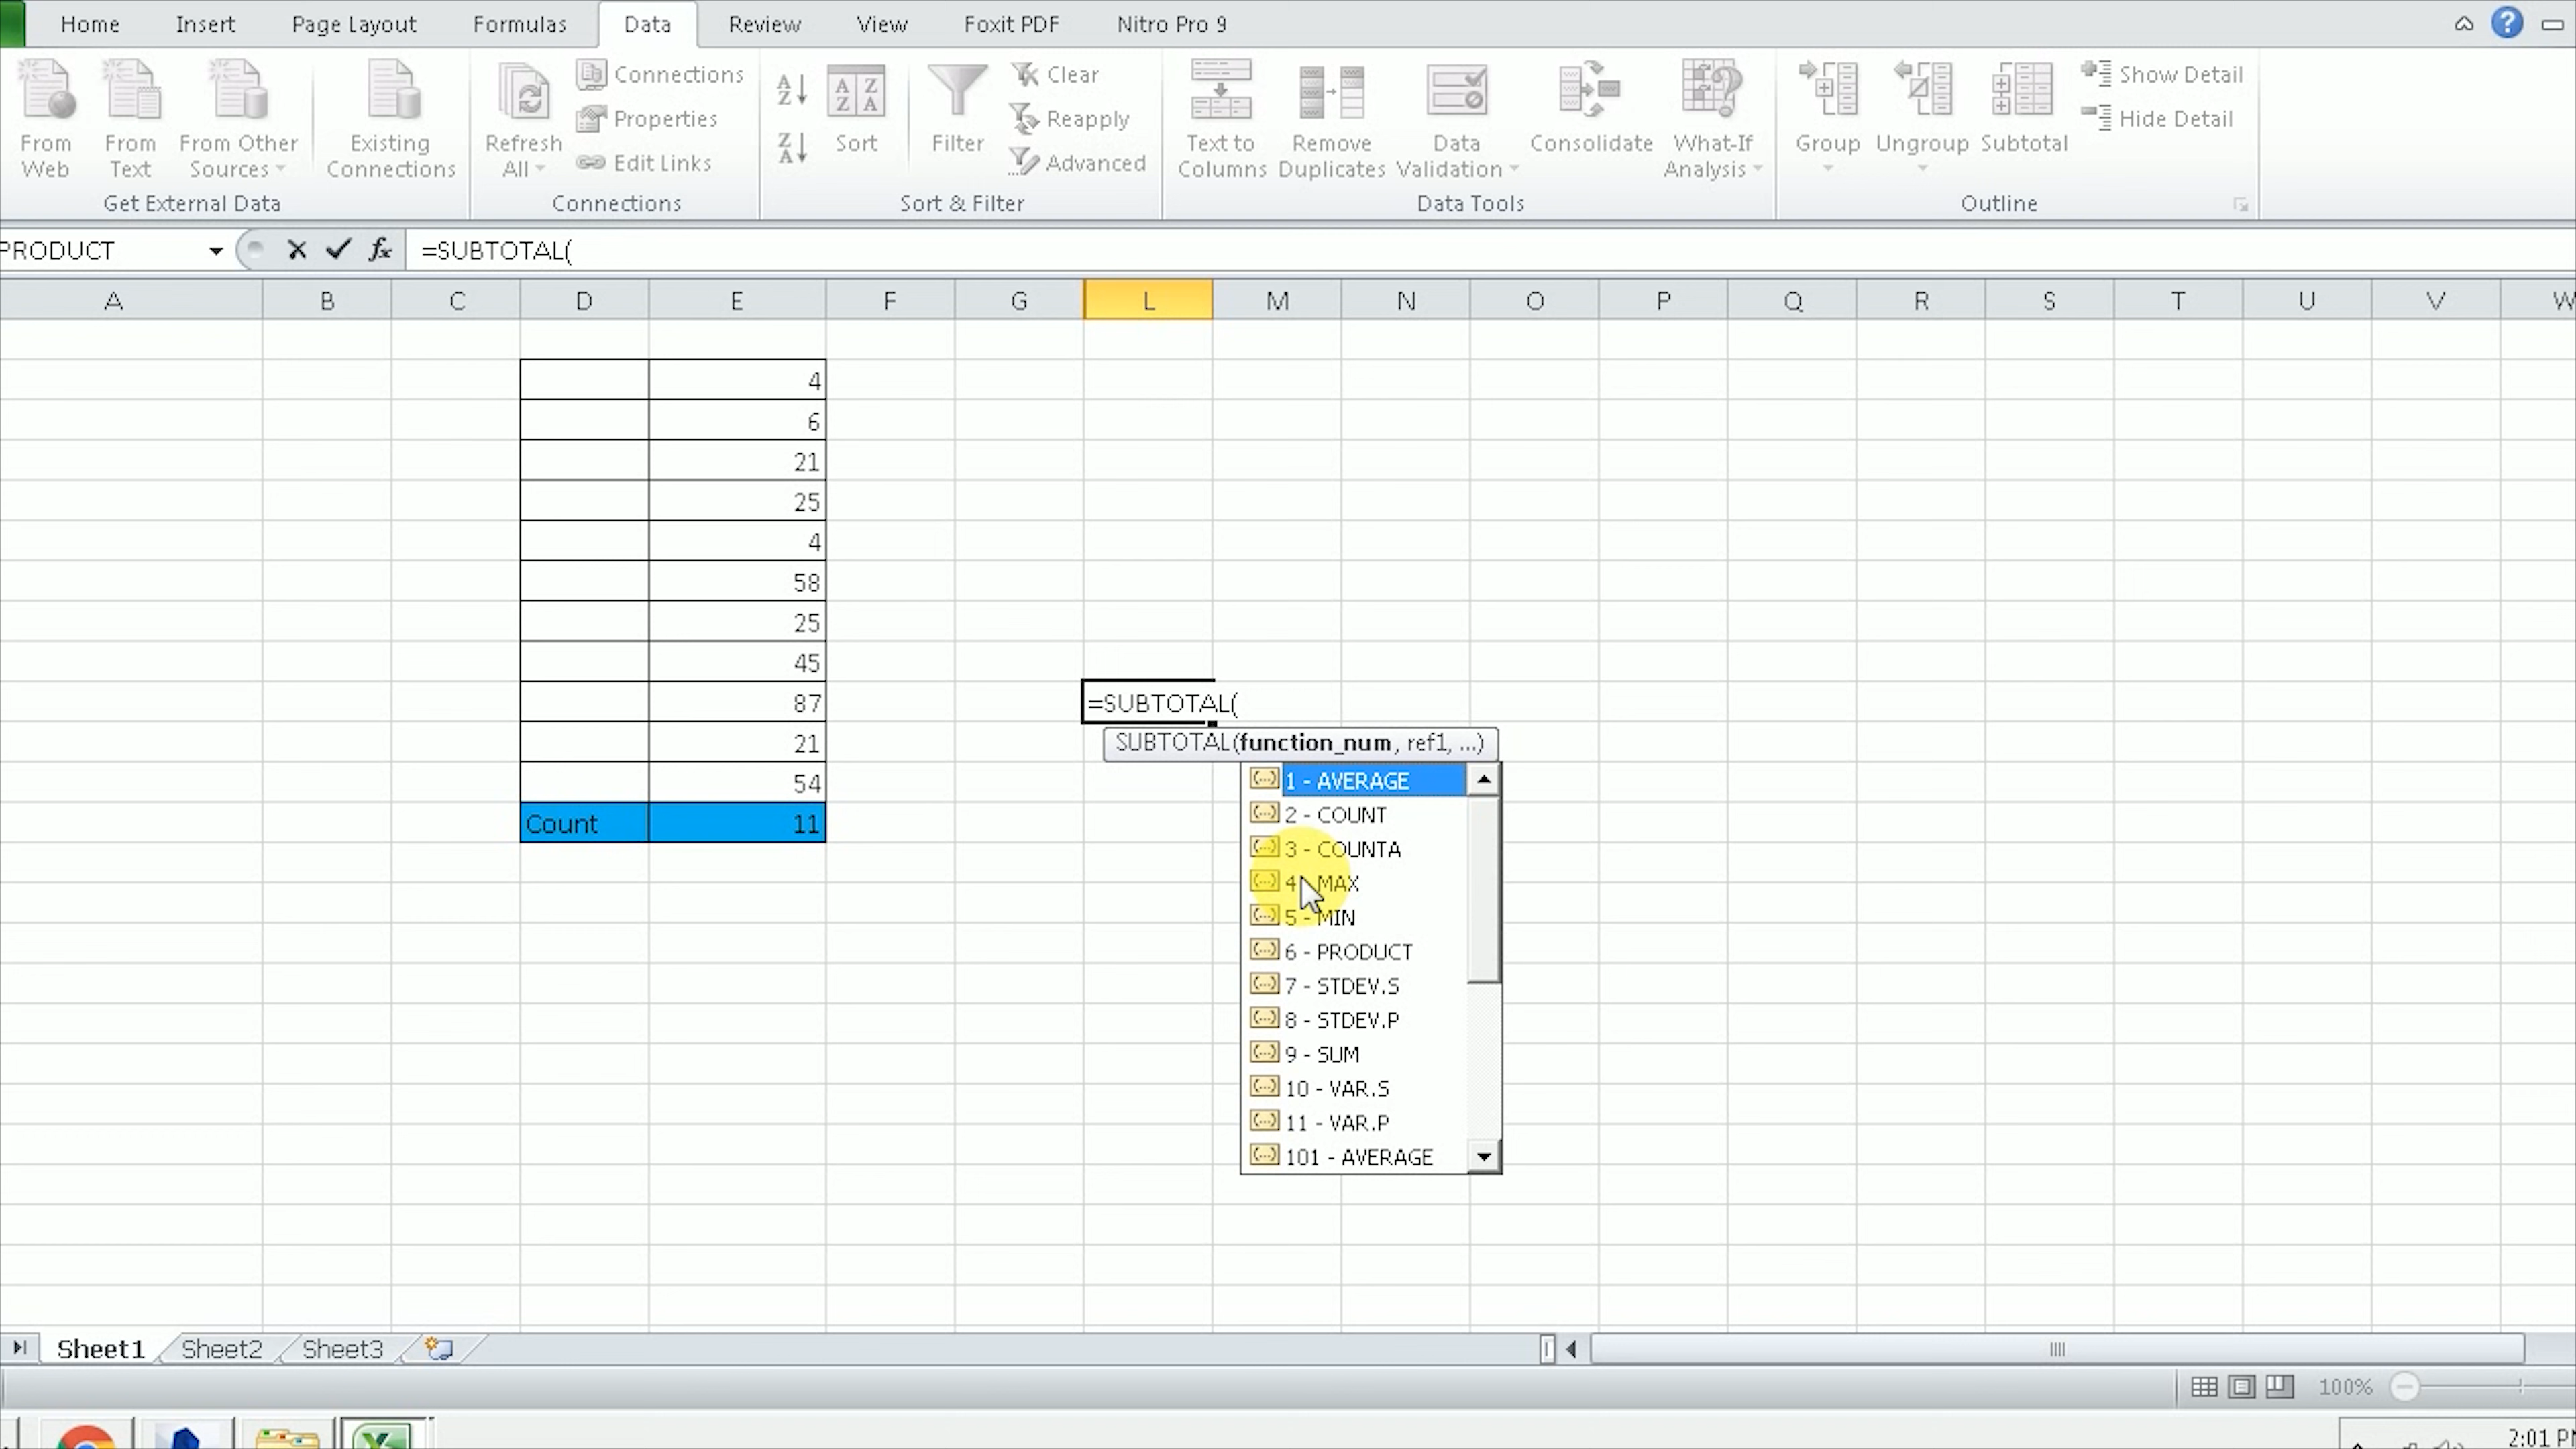 Home Insert Page Layout Formulas Data Review View Foxit PDF Nitro Pro 9
From Web
From Text
From Other Sources
Existing Connections
Get External Data
Refresh All
Connections
Properties
Edit Links
Connections
Sort
Filter
Clear
Reapply
Advanced
Sort & Filter
Text to Columns
Remove Duplicates
Data Validation
Consolidate
What-If Analysis
Data Tools
Group
Ungroup
Subtotal
Show Detail
Hide Detail
Outline
PRODUCT fx =SUBTOTAL(
A B C D E F G L M N O P Q R S T U V W
4
6
21
25
4
58
25
45
87
=SUBTOTAL(
21
SUBTOTAL(function_num, ref1, ...)
54
Count 11
1 - AVERAGE
2 - COUNT
3 - COUNTA
4 - MAX
5 - MIN
6 - PRODUCT
7 - STDEV.S
8 - STDEV.P
9 - SUM
10 - VAR.S
11 - VAR.P
101 - AVERAGE
Sheet1 Sheet2 Sheet3
100%
2:01 PM